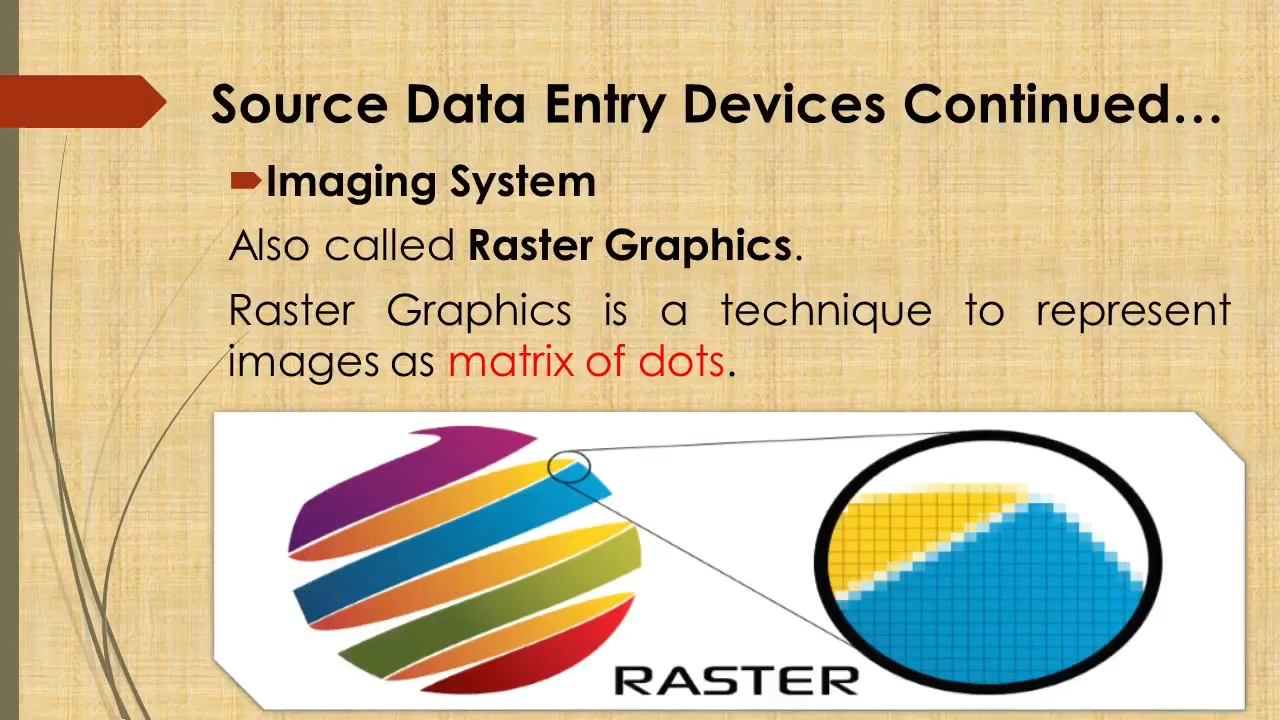 Source Data Entry Devices Continued…
Imaging System
Also called Raster Graphics.
Raster Graphics is a technique to represent
images as matrix of dots.
RASTER